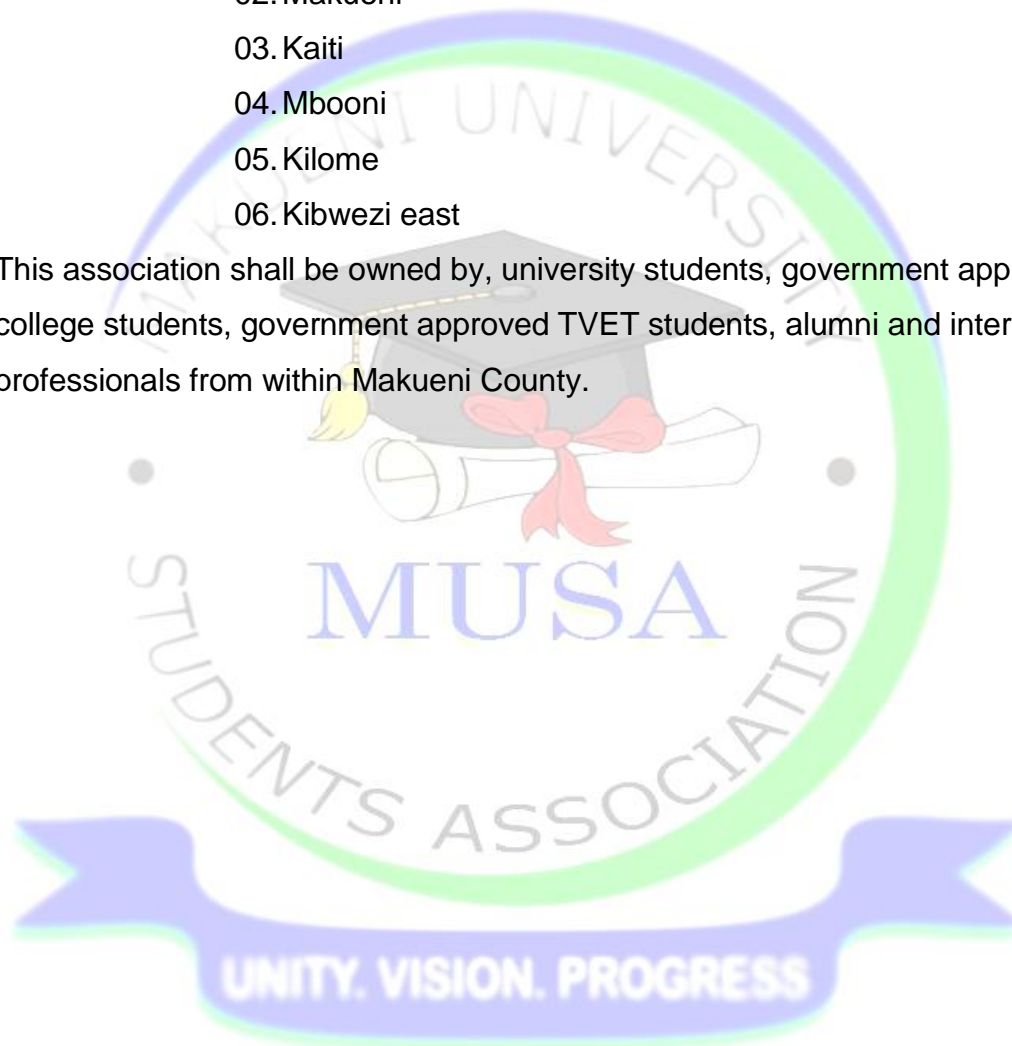 03. Kaiti
04. Mbooni
05. Kilome
06. Kibwezi east
This association shall be owned by, university students, government app
college students, government approved TVET students, alumni and inter
professionals from within Makueni County.
MAKUENI UNIVERSITY
MUSA
STUDENTS ASSOCIATION
UNITY. VISION. PROGRESS